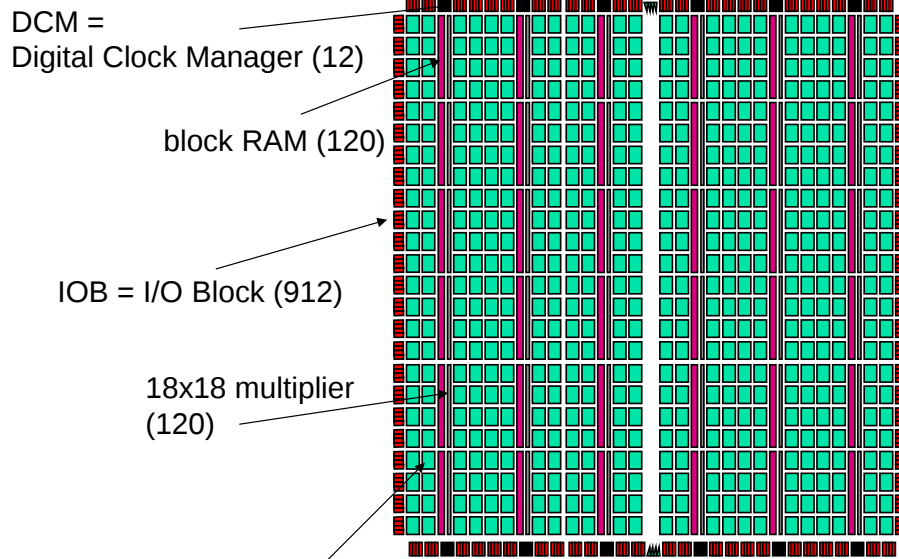 DCM =
Digital Clock Manager (12)
block RAM (120)
IOB = I/O Block (912)
18x18 multiplier
(120)